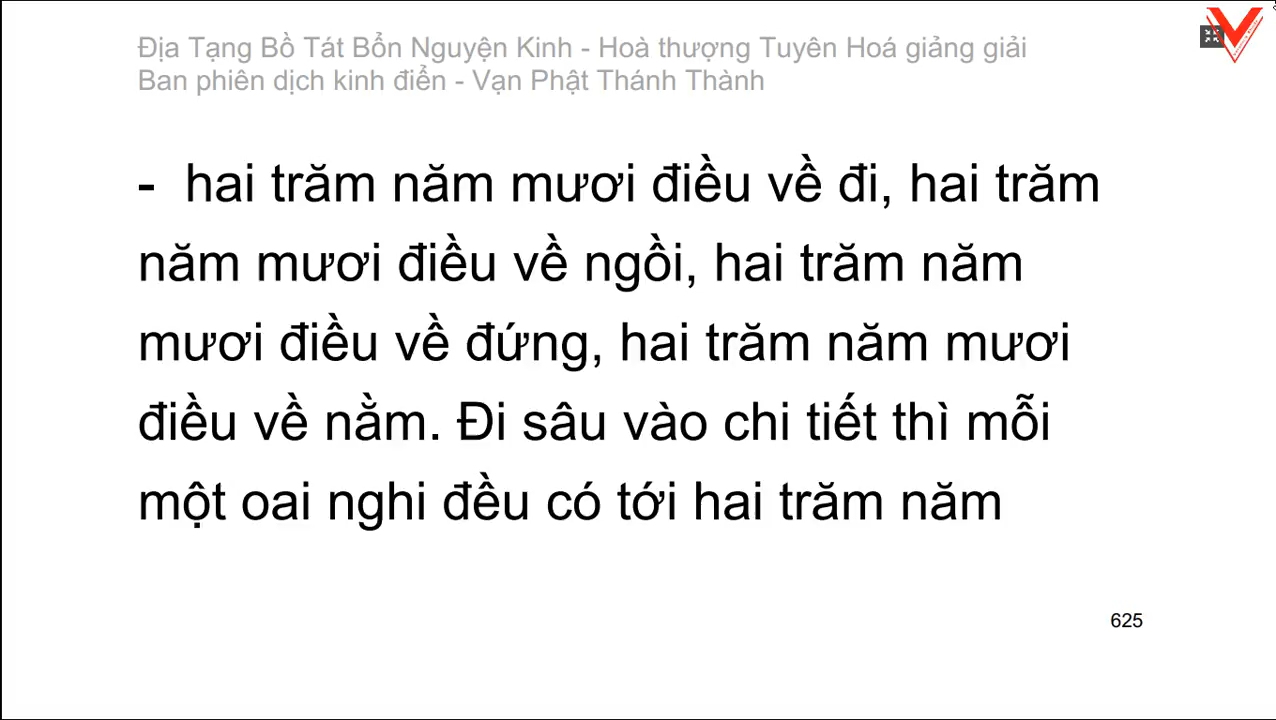 Địa Tạng Bồ Tát Bổn Nguyện Kinh - Hoà thượng Tuyên Hoá giảng giải
Ban phiên dịch kinh điển - Vạn Phật Thánh Thành
- hai trăm năm mươi điều về đi, hai trăm
năm mươi điều về ngồi, hai trăm năm
mươi điều về đứng, hai trăm năm mươi
điều về nằm. Đi sâu vào chi tiết thì mỗi
một oai nghi đều có tới hai trăm năm
625